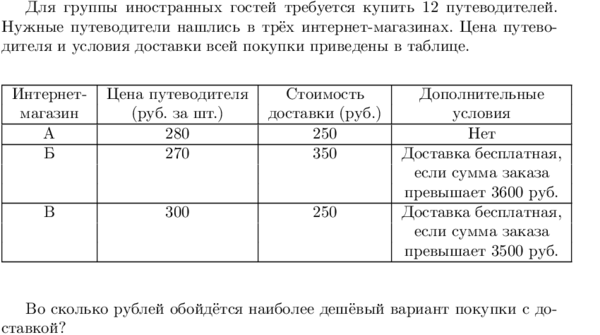 Для группы иностранных гостей требуется купить 12 путеводителей.
Нужные путеводители нашлись в трёх интернет-магазинах. Цена путево-
дителя и условия доставки всей покупки приведены в таблице.
Интернет- Цена путеводителя Стоимость Дополнительные
магазин (руб. за шт.) доставки (руб.) условия
А 280 250 Нет
Б 270 350 Доставка бесплатная,
если сумма заказа
превышает 3600 руб.
В 300 250 Доставка бесплатная,
если сумма заказа
превышает 3500 руб.
Во сколько рублей обойдётся наиболее дешёвый вариант покупки с до-
ставкой?